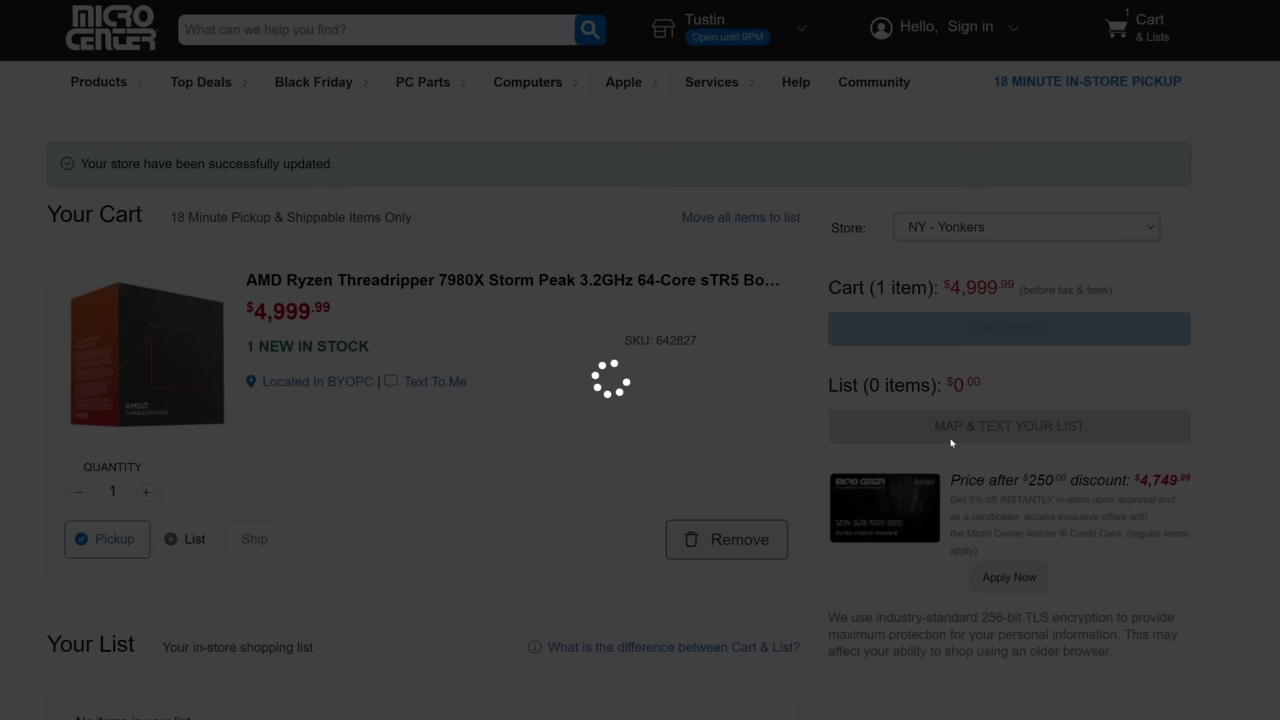 MICRO CENTER
What can we help you find?
Tustin
Open until 9PM
Hello, Sign in
1
Cart
& Lists
Products
Top Deals
Black Friday
PC Parts
Computers
Apple
Services
Help
Community
18 MINUTE IN-STORE PICKUP
Your store have been successfully updated.
Your Cart
18 Minute Pickup & Shippable Items Only
Move all items to list
Store:
NY - Yonkers
AMD Ryzen Threadripper 7980X Storm Peak 3.2GHz 64-Core sTR5 Bo...
$4,999.99
1 NEW IN STOCK
SKU: 642827
Located In BYOPC | Text To Me
QUANTITY
1
Pickup
List
Ship
Remove
Cart (1 item): $4,999.99 (before tax & fees)
CHECKOUT
List (0 items): $0.00
MAP & TEXT YOUR LIST
Price after $250.00 discount: $4,749.99
Get 5% off INSTANTLY in-store upon approval and,
as a cardholder, access exclusive offers with
the Micro Center Insider ® Credit Card. (regular terms
apply)
Apply Now
We use industry-standard 256-bit TLS encryption to provide
maximum protection for your personal information. This may
affect your ability to shop using an older browser.
Your List
Your in-store shopping list
What is the difference between Cart & List?
No items in your list